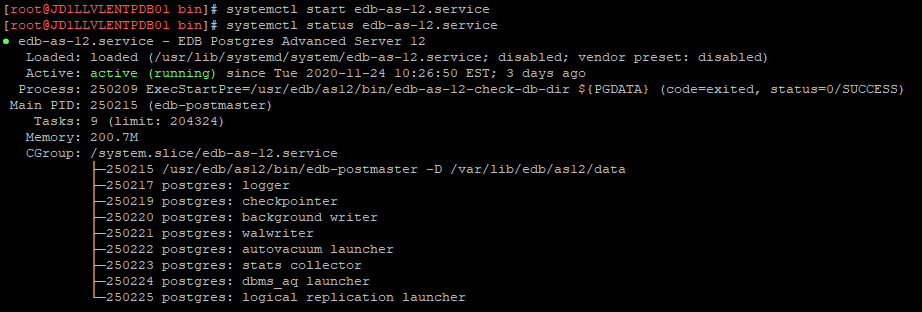 [root@JD1LLVLENTPDB01 bin]# systemctl start edb-as-12.service
[root@JD1LLVLENTPDB01 bin]# systemctl status edb-as-12.service
● edb-as-12.service - EDB Postgres Advanced Server 12
Loaded: loaded (/usr/lib/systemd/system/edb-as-12.service; disabled; vendor preset: disabled)
Active: active (running) since Tue 2020-11-24 10:26:50 EST; 3 days ago
Process: 250209 ExecStartPre=/usr/edb/as12/bin/edb-as-12-check-db-dir ${PGDATA} (code=exited, status=0/SUCCESS)
Main PID: 250215 (edb-postmaster)
Tasks: 9 (limit: 204324)
Memory: 200.7M
CGroup: /system.slice/edb-as-12.service
├─250215 /usr/edb/as12/bin/edb-postmaster -D /var/lib/edb/as12/data
├─250217 postgres: logger
├─250219 postgres: checkpointer
├─250220 postgres: background writer
├─250221 postgres: walwriter
├─250222 postgres: autovacuum launcher
├─250223 postgres: stats collector
├─250224 postgres: dbms_aq launcher
└─250225 postgres: logical replication launcher